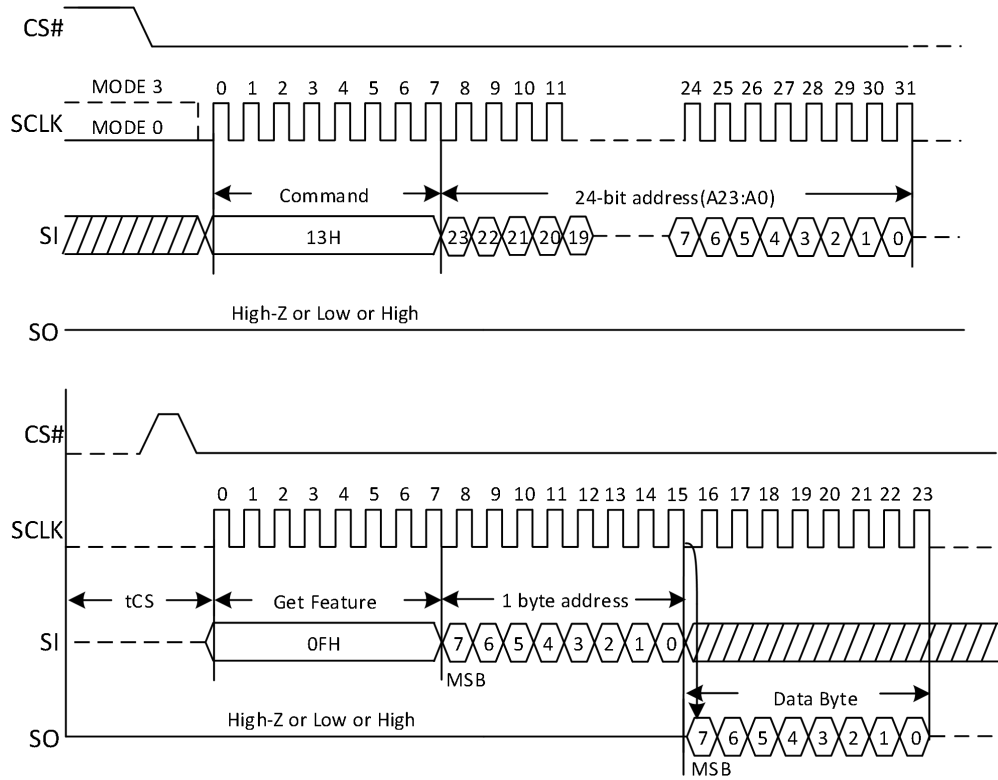 CS#
MODE 3
SCLK
MODE 0
0 1 2 3 4 5 6 7 8 9 10 11 24 25 26 27 28 29 30 31
Command
24-bit address(A23:A0)
SI
13H
23 22 21 20 19 7 6 5 4 3 2 1 0
High-Z or Low or High
SO
CS#
0 1 2 3 4 5 6 7 8 9 10 11 12 13 14 15 16 17 18 19 20 21 22 23
SCLK
tCS
Get Feature
1 byte address
SI
0FH
7 6 5 4 3 2 1 0
MSB
Data Byte
High-Z or Low or High
SO
7 6 5 4 3 2 1 0
MSB